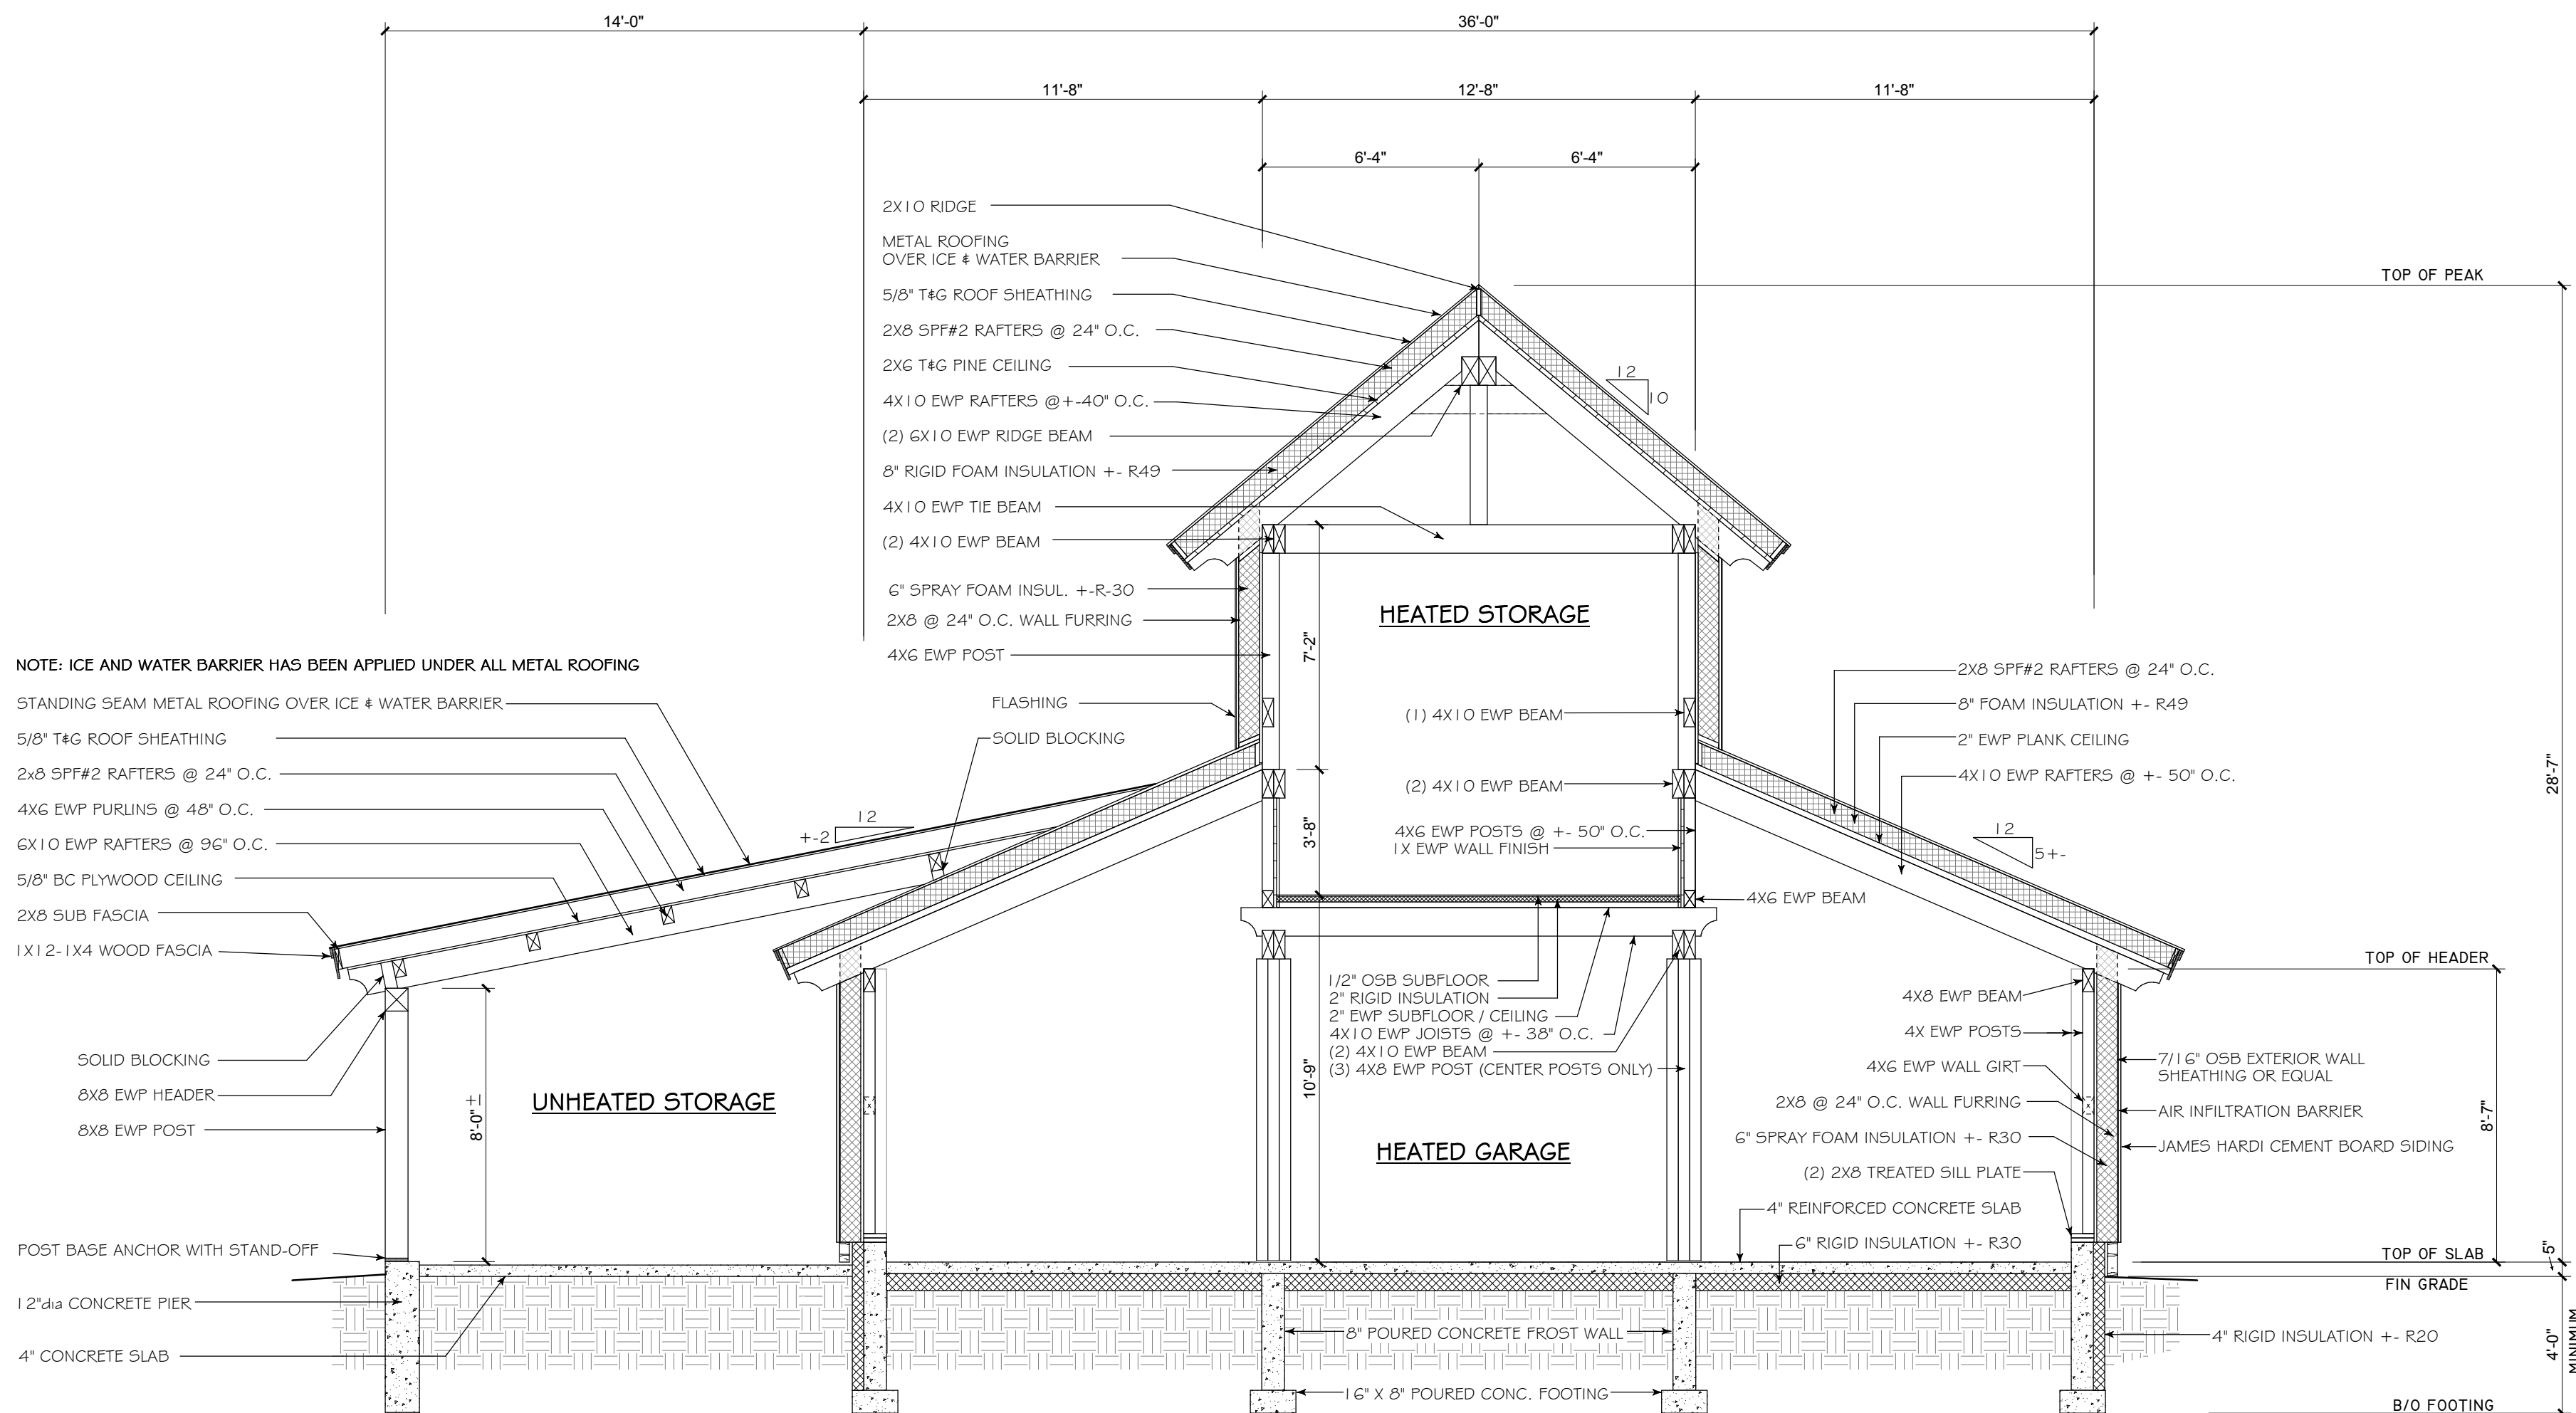 14'-0"
36'-0"
11'-8"
12'-8"
11'-8"
6'-4"
6'-4"
2X10 RIDGE
METAL ROOFING
OVER ICE & WATER BARRIER
5/8" T&G ROOF SHEATHING
2X8 SPF#2 RAFTERS @ 24" O.C.
2X6 T&G PINE CEILING
4X10 EWP RAFTERS @+-40" O.C.
(2) 6X10 EWP RIDGE BEAM
8" RIGID FOAM INSULATION +- R49
4X10 EWP TIE BEAM
(2) 4X10 EWP BEAM
6" SPRAY FOAM INSUL. +-R-30
2X8 @ 24" O.C. WALL FURRING
4X6 EWP POST
FLASHING
SOLID BLOCKING
12
10
TOP OF PEAK
28'-7"
HEATED STORAGE
7'-2"
3'-8"
10'-9"
(1) 4X10 EWP BEAM
(2) 4X10 EWP BEAM
4X6 EWP POSTS @ +- 50" O.C.
1X EWP WALL FINISH
4X6 EWP BEAM
NOTE: ICE AND WATER BARRIER HAS BEEN APPLIED UNDER ALL METAL ROOFING
STANDING SEAM METAL ROOFING OVER ICE & WATER BARRIER
5/8" T&G ROOF SHEATHING
2x8 SPF#2 RAFTERS @ 24" O.C.
4X6 EWP PURLINS @ 48" O.C.
6X10 EWP RAFTERS @ 96" O.C.
5/8" BC PLYWOOD CEILING
2X8 SUB FASCIA
1X12-1X4 WOOD FASCIA
12
+-2
SOLID BLOCKING
8X8 EWP HEADER
8X8 EWP POST
8'-0" ±
UNHEATED STORAGE
POST BASE ANCHOR WITH STAND-OFF
12"dia CONCRETE PIER
4" CONCRETE SLAB
2X8 SPF#2 RAFTERS @ 24" O.C.
8" FOAM INSULATION +- R49
2" EWP PLANK CEILING
4X10 EWP RAFTERS @ +- 50" O.C.
12
5+-
1/2" OSB SUBFLOOR
2" RIGID INSULATION
2" EWP SUBFLOOR / CEILING
4X10 EWP JOISTS @ +- 38" O.C.
(2) 4X10 EWP BEAM
(3) 4X8 EWP POST (CENTER POSTS ONLY)
HEATED GARAGE
TOP OF HEADER
4X8 EWP BEAM
4X EWP POSTS
4X6 EWP WALL GIRT
2X8 @ 24" O.C. WALL FURRING
6" SPRAY FOAM INSULATION +- R30
(2) 2X8 TREATED SILL PLATE
4" REINFORCED CONCRETE SLAB
6" RIGID INSULATION +- R30
7/16" OSB EXTERIOR WALL
SHEATHING OR EQUAL
AIR INFILTRATION BARRIER
JAMES HARDI CEMENT BOARD SIDING
8'-7"
TOP OF SLAB
5"
FIN GRADE
8" POURED CONCRETE FROST WALL
4" RIGID INSULATION +- R20
16" X 8" POURED CONC. FOOTING
4'-0"
MINIMUM
B/O FOOTING